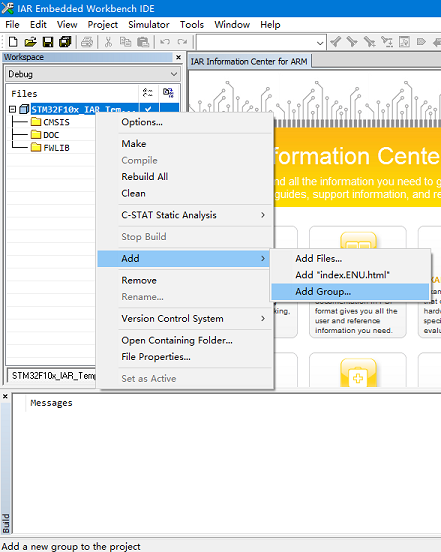 IAR Embedded Workbench IDE
File Edit View Project Simulator Tools Window Help
Workspace
IAR Information Center for ARM
Debug
Files
STM32F10x_IAR_Tem...
CMSIS
DOC
FWLIB
Options...
Make
Compile
Rebuild All
Clean
C-STAT Static Analysis
Stop Build
Add
Remove
Rename...
Version Control System
Open Containing Folder...
File Properties...
Set as Active
Add Files...
Add "index.ENU.html"
Add Group...
formation Center
nd all the information you need to g
guides, support information, and re
format gives you all the
user and reference
information you need.
STM32F10x_IAR_Temp
Messages
Build
Add a new group to the project